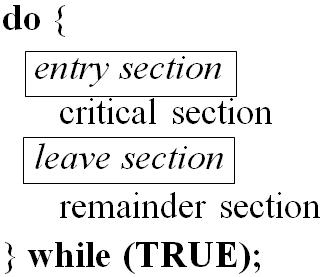 do {
entry section
critical section
leave section
remainder section
} while (TRUE);